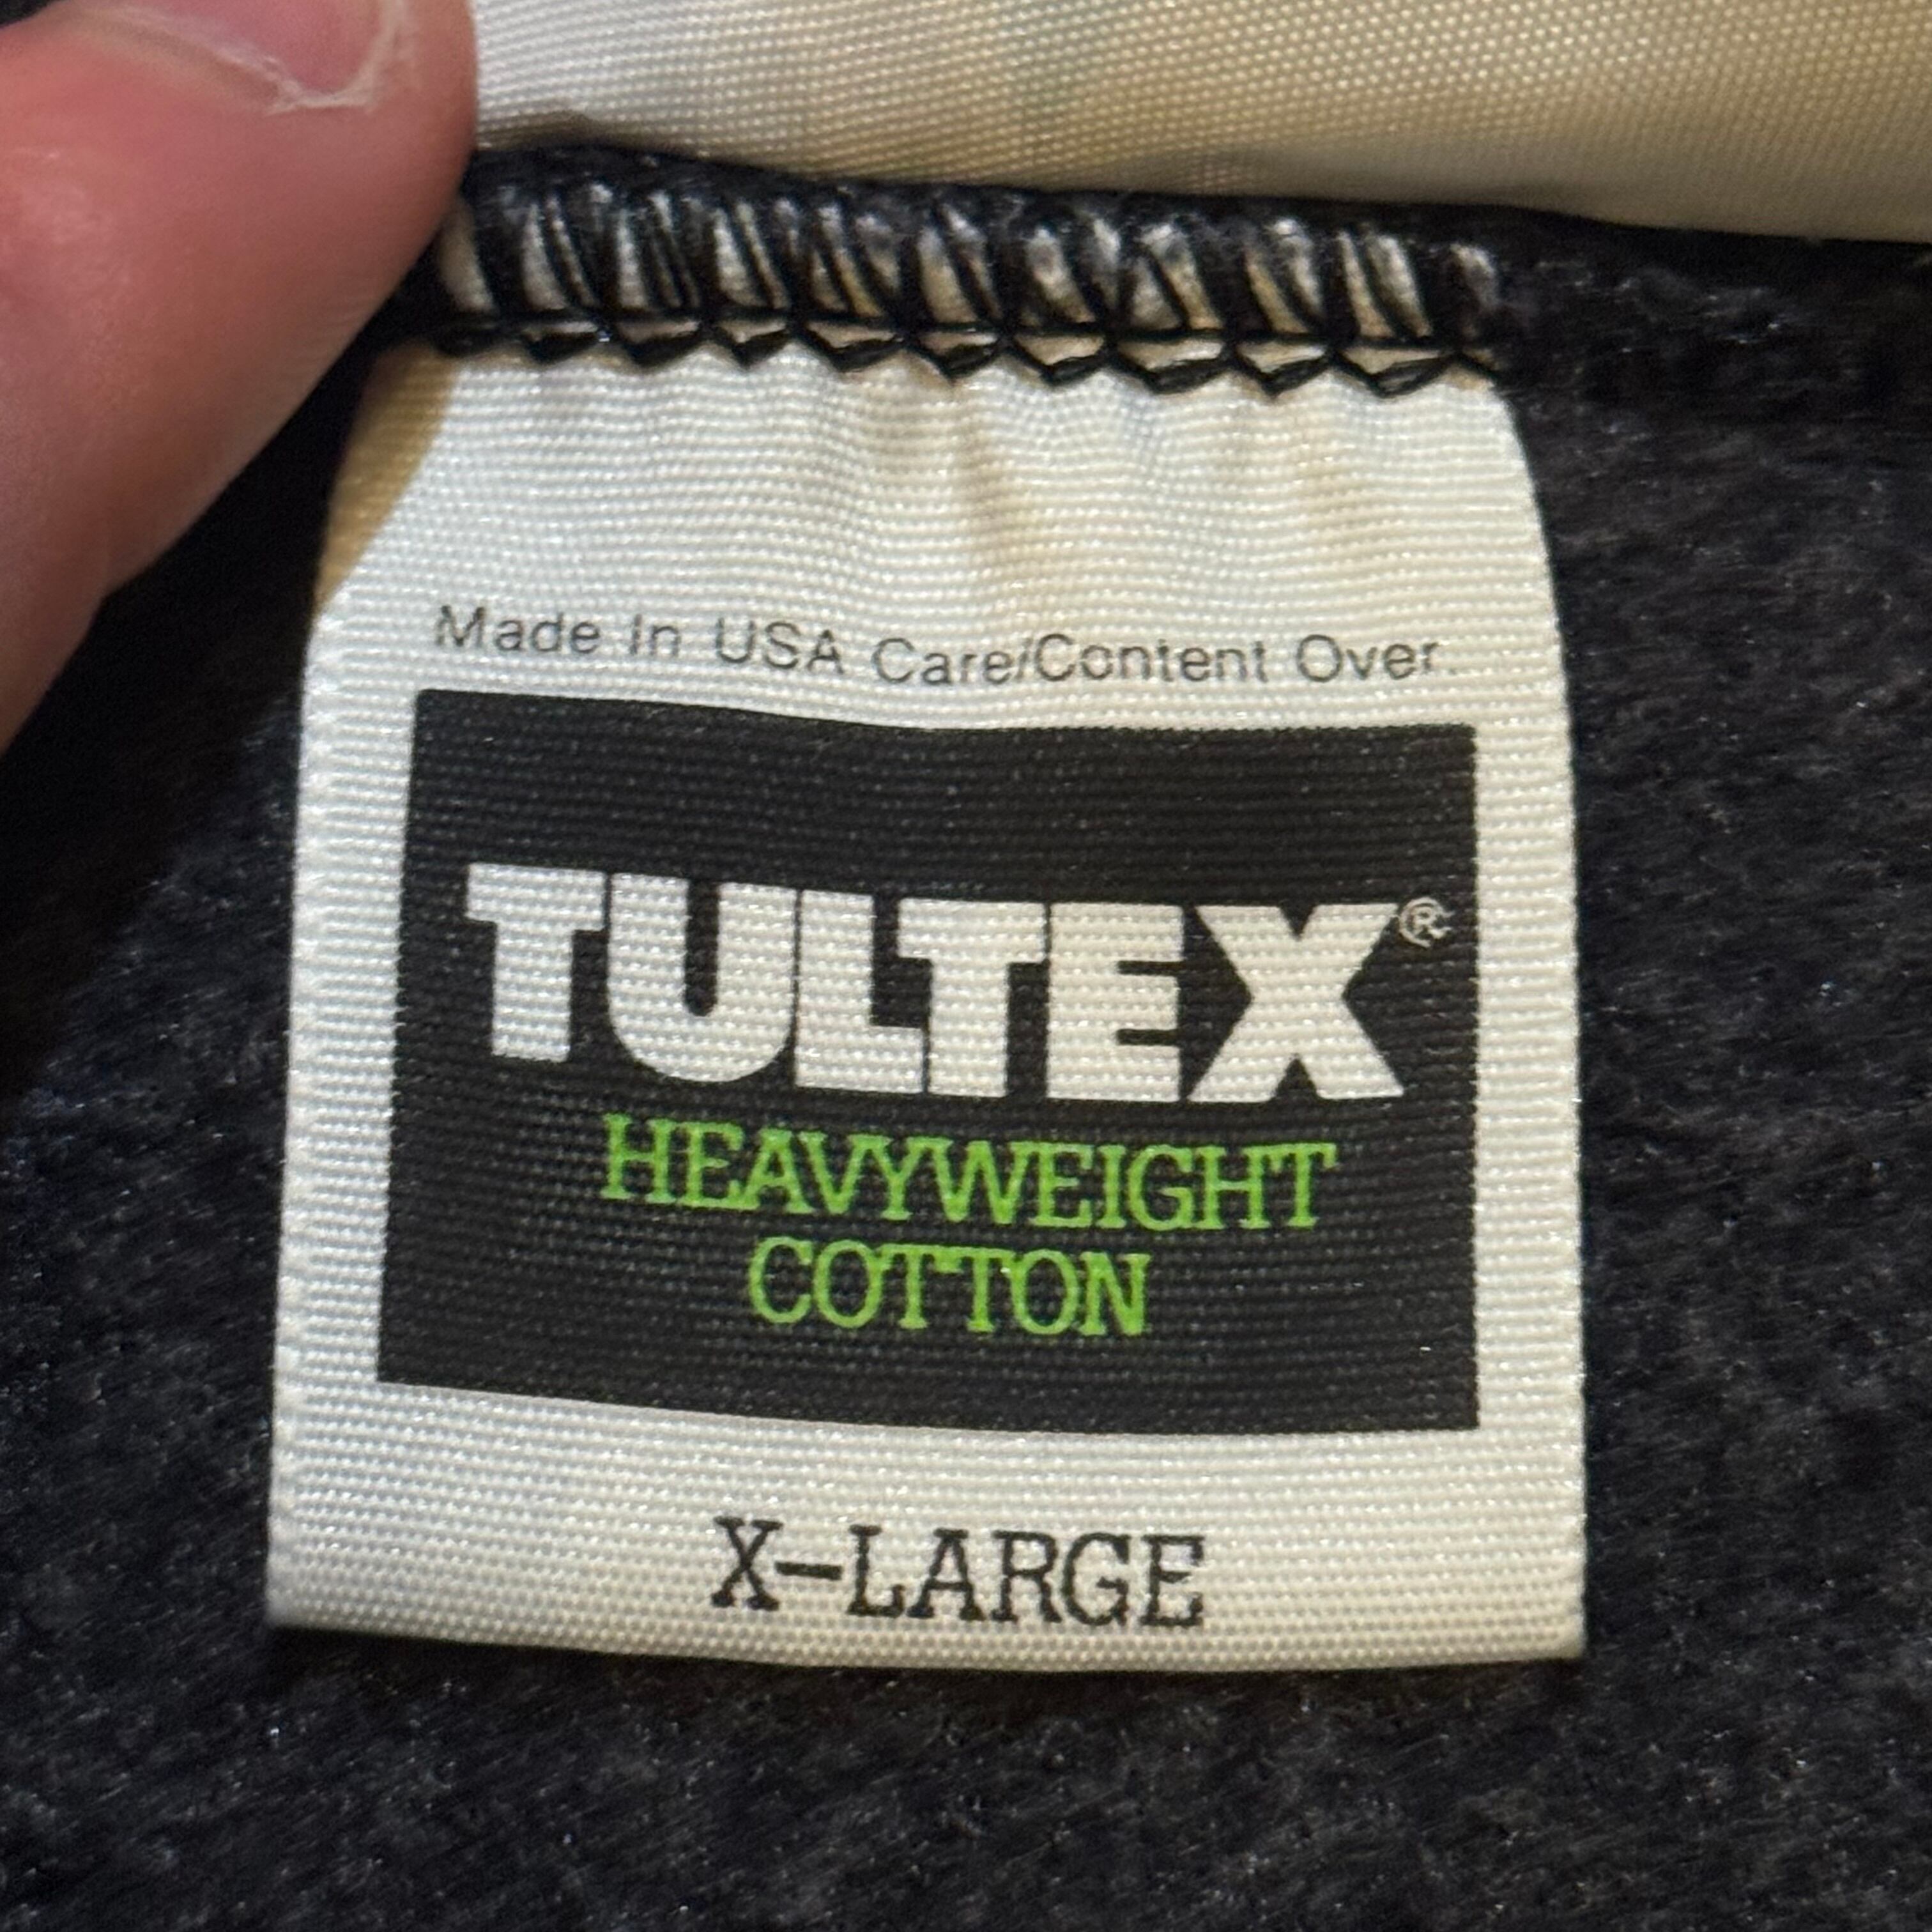 Made In USA Care/Content Over
TULTEX®
HEAVYWEIGHT
COTTON
X-LARGE